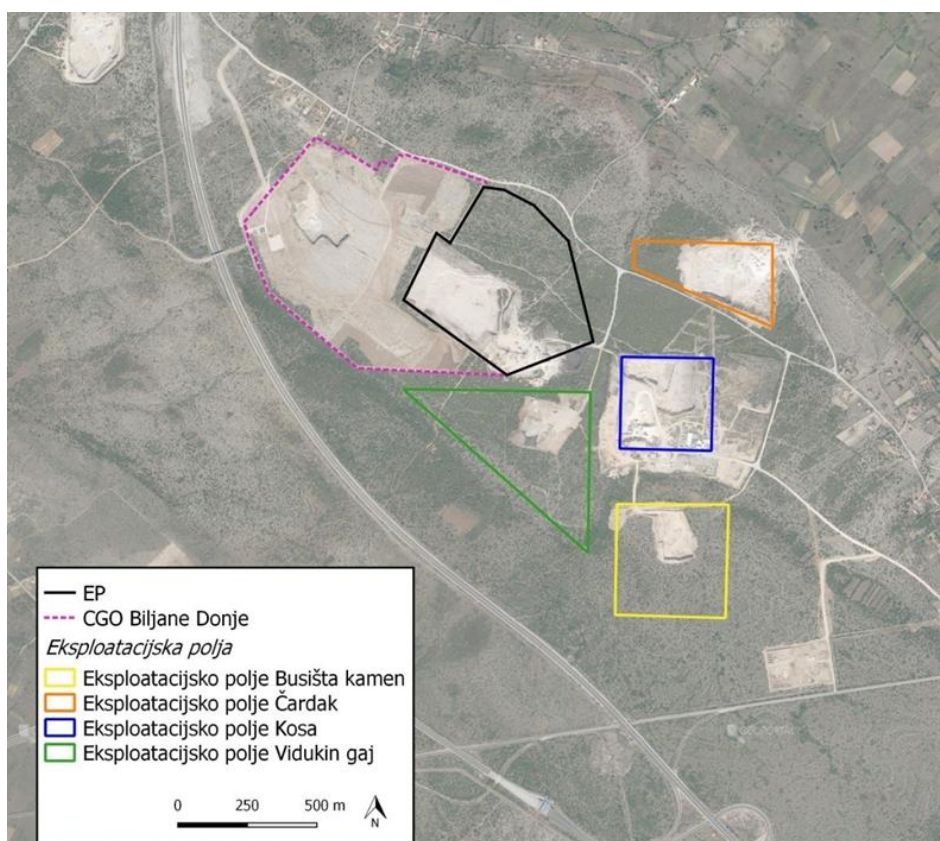 EP
CGO Biljane Donje
Eksploatacijska polja
Eksploatacijsko polje Busišta kamen
Eksploatacijsko polje Čardak
Eksploatacijsko polje Kosa
Eksploatacijsko polje Vidukin gaj
0 250 500 m
N